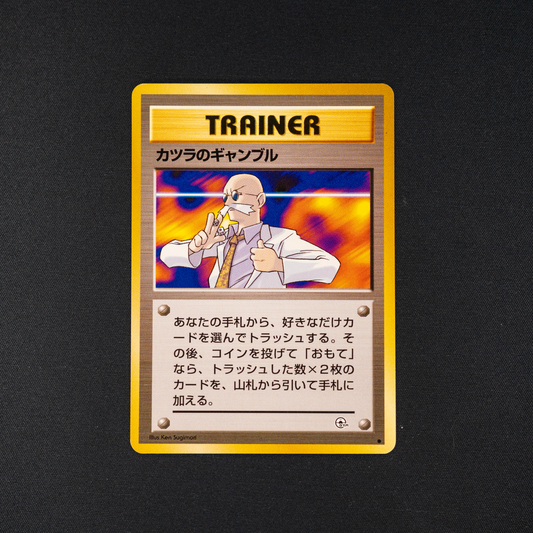 TRAINER
カツラのギャンブル
あなたの手札から、好きなだけカ
ードを選んでトラッシュする。そ
の後、コインを投げて「おもて」
なら、トラッシュした数×2枚の
カードを、山札から引いて手札に
加える。
Illus.Ken Sugimori